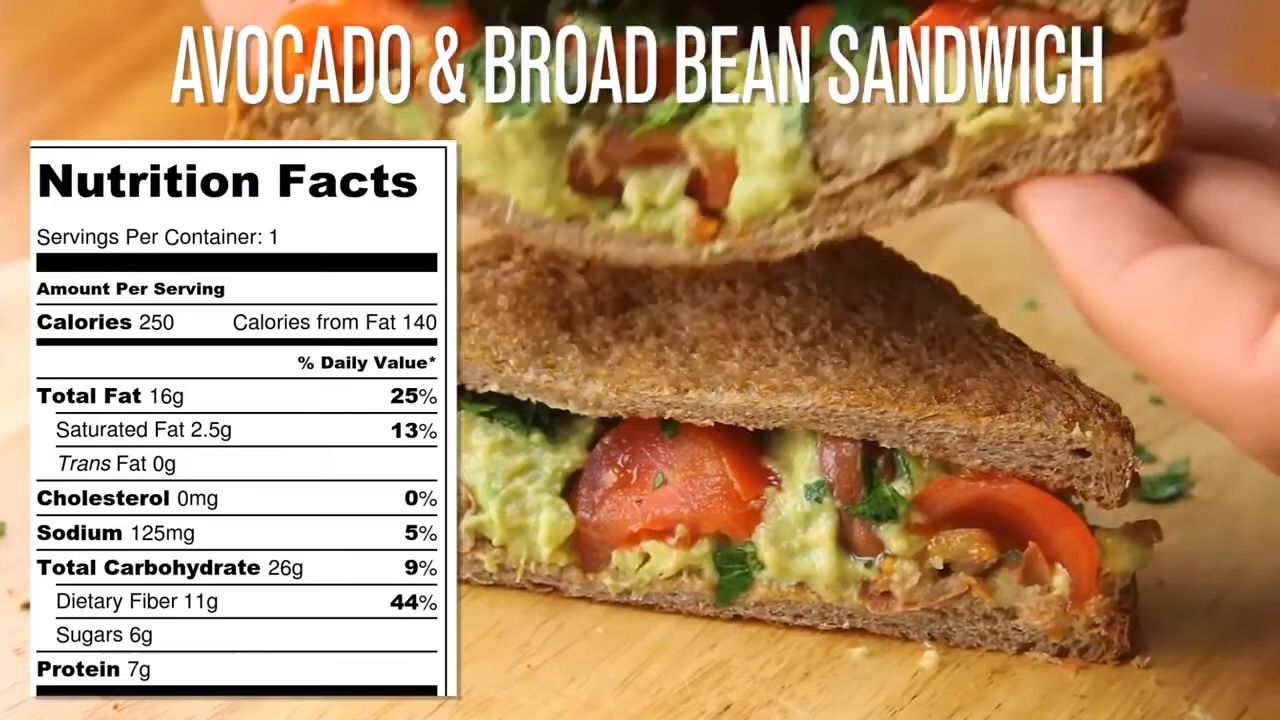 AVOCADO & BROAD BEAN SANDWICH
Nutrition Facts
Servings Per Container: 1
Amount Per Serving
Calories 250 Calories from Fat 140
% Daily Value*
Total Fat 16g 25%
Saturated Fat 2.5g 13%
Trans Fat 0g
Cholesterol 0mg 0%
Sodium 125mg 5%
Total Carbohydrate 26g 9%
Dietary Fiber 11g 44%
Sugars 6g
Protein 7g